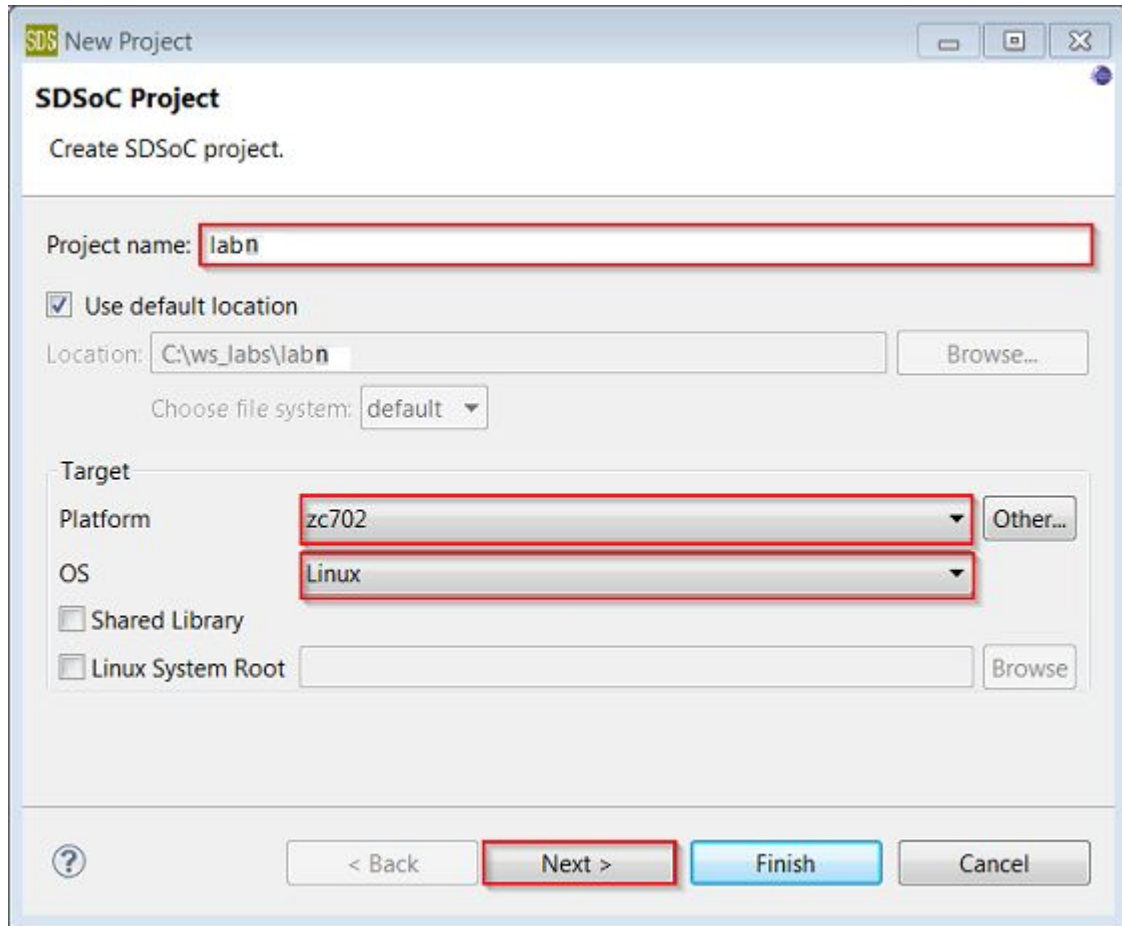 SDS New Project
SDSoC Project
Create SDSoC project.
Project name: labn
Use default location
Location: C:\ws_labs\labn Browse...
Choose file system: default
Target
Platform zc702 Other...
OS Linux
Shared Library
Linux System Root Browse
? < Back Next > Finish Cancel